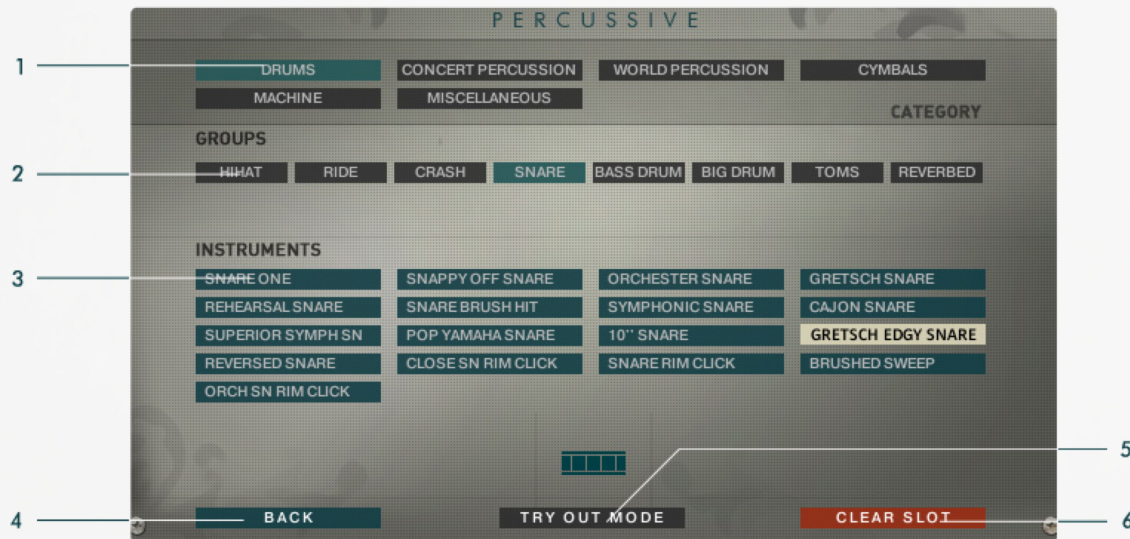 PERCUSSIVE
1
DRUMS CONCERT PERCUSSION WORLD PERCUSSION CYMBALS
MACHINE MISCELLANEOUS
CATEGORY
GROUPS
2
HIHAT RIDE CRASH SNARE BASS DRUM BIG DRUM TOMS REVERBED
INSTRUMENTS
3
SNARE ONE SNAPPY OFF SNARE ORCHESTER SNARE GRETSCH SNARE
REHEARSAL SNARE SNARE BRUSH HIT SYMPHONIC SNARE CAJON SNARE
SUPERIOR SYMPH SN POP YAMAHA SNARE 10'' SNARE GRETSCH EDGY SNARE
REVERSED SNARE CLOSE SN RIM CLICK SNARE RIM CLICK BRUSHED SWEEP
ORCH SN RIM CLICK
5
4 BACK TRY OUT MODE CLEAR SLOT 6